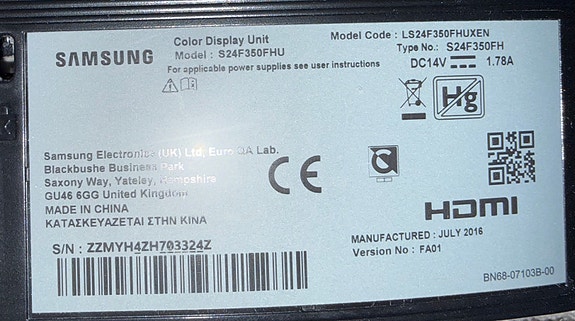 SAMSUNG
Color Display Unit
Model : S24F350FHU
For applicable power supplies see user instructions
Model Code : LS24F350FHUXEN
Type No.: S24F350FH
DC14V ⎓ 1.78A
Hg
Samsung Electronics (UK) Ltd, Euro QA Lab.
Blackbushe Business Park
Saxony Way, Yateley, Hampshire
GU46 6GG United Kingdom
MADE IN CHINA
ΚΑΤΑΣΚΕΥΑΖΕΤΑΙ ΣΤΗΝ ΚΙΝΑ
CE
HDMI
S/N : ZZMYH4ZH703324Z
MANUFACTURED : JULY 2016
Version No : FA01
BN68-07103B-00